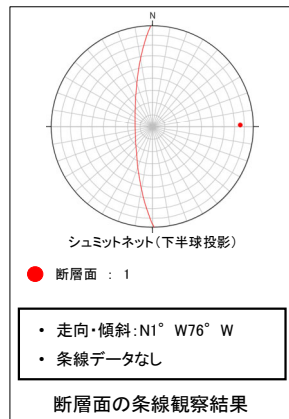 N
シュミットネット(下半球投影)
断層面 : 1
• 走向・傾斜:N1° W76° W
• 条線データなし
断層面の条線観察結果